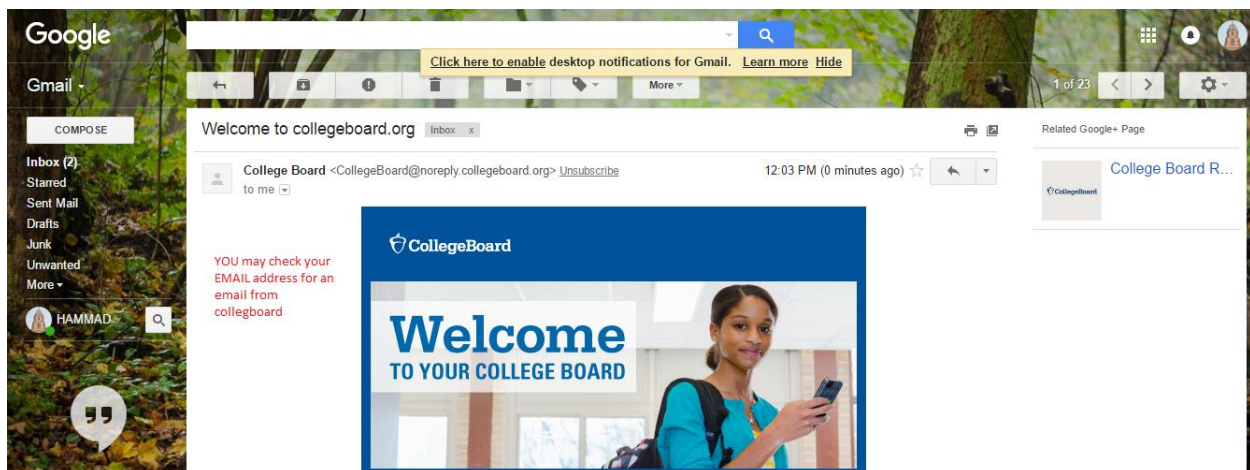 Google
Click here to enable desktop notifications for Gmail. Learn more Hide
Gmail
More
1 of 23
COMPOSE
Welcome to collegeboard.org Inbox x
Related Google+ Page
Inbox (2)
Starred
Sent Mail
Drafts
Junk
Unwanted
More
HAMMAD
College Board <CollegeBoard@noreply.collegeboard.org> Unsubscribe
12:03 PM (0 minutes ago)
to me
College Board R...
CollegeBoard
CollegeBoard
YOU may check your
EMAIL address for an
email from
collegboard
Welcome
TO YOUR COLLEGE BOARD